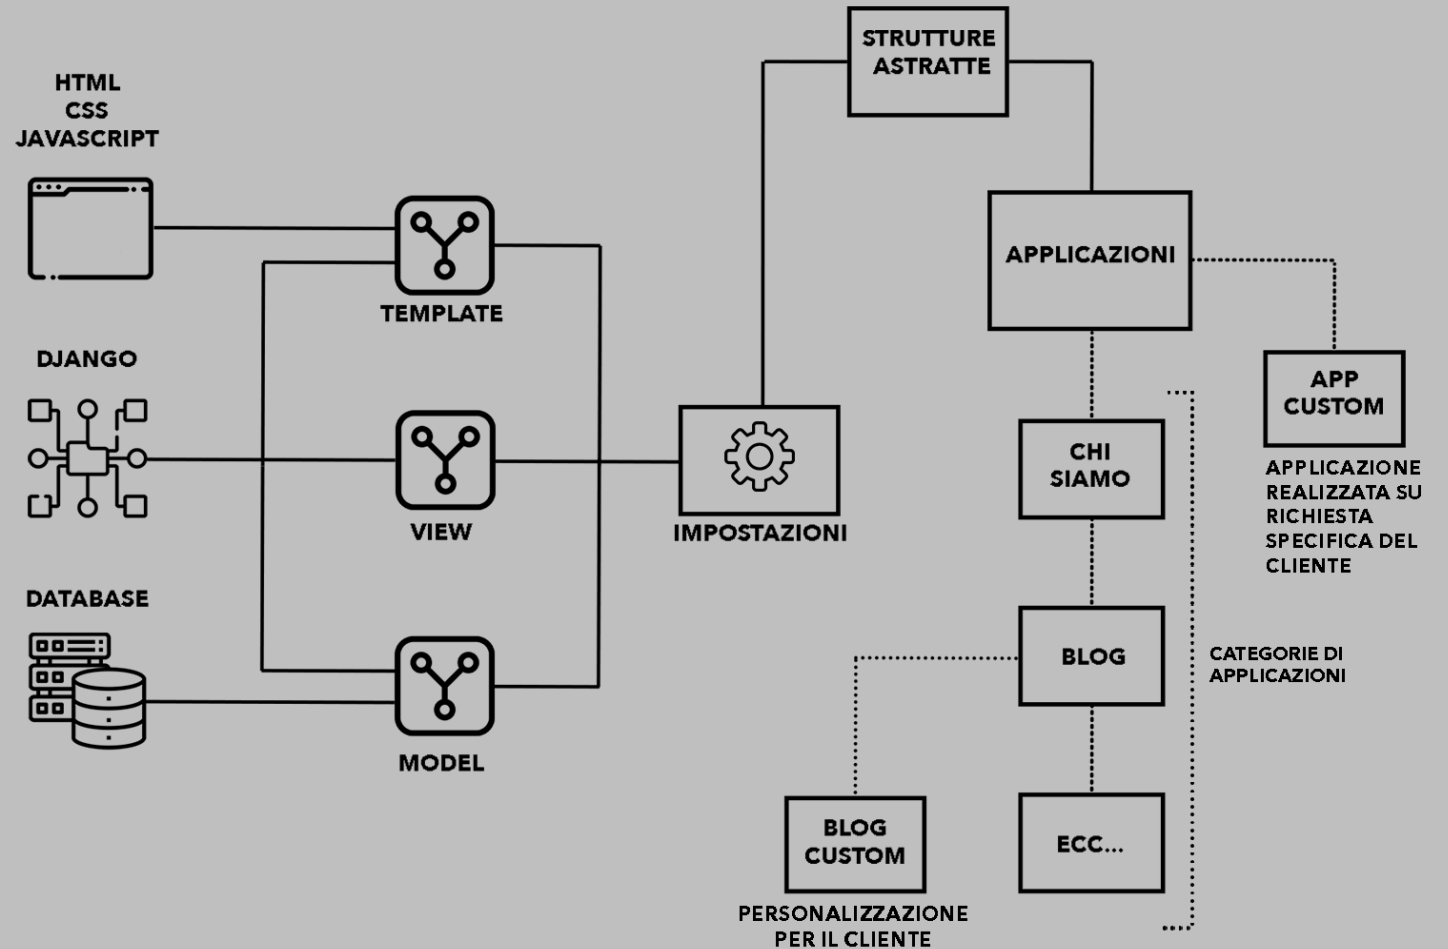 STRUTTURE
ASTRATTE
HTML
CSS
JAVASCRIPT
TEMPLATE
APPLICAZIONI
DJANGO
APP
CUSTOM
CHI
SIAMO
APPLICAZIONE
REALIZZATA SU
RICHIESTA
SPECIFICA DEL
CLIENTE
VIEW
IMPOSTAZIONI
DATABASE
BLOG
CATEGORIE DI
APPLICAZIONI
MODEL
BLOG
CUSTOM
ECC...
PERSONALIZZAZIONE
PER IL CLIENTE